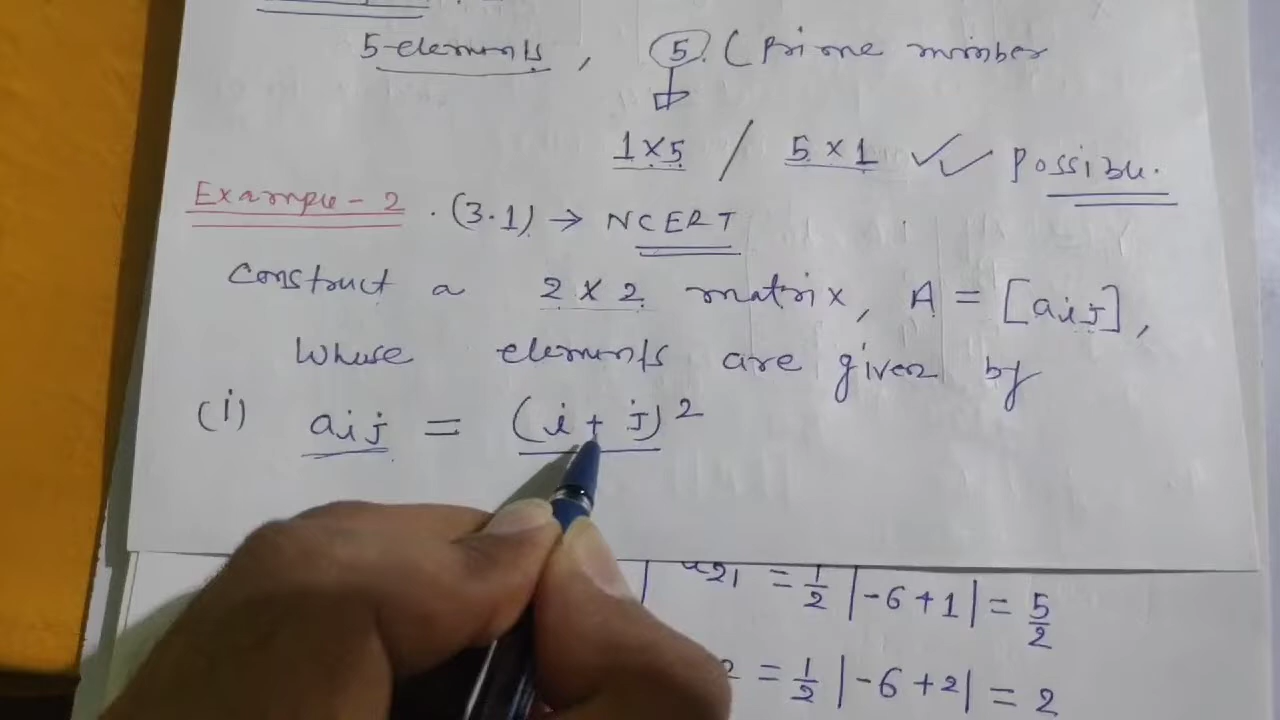 5-elements, 5. (Prime number
1×5 / 5×1 ✓✓ Possible.
Example-2 . (3.1) → NCERT
Construct a 2×2 matrix, A = [aij],
Whose elements are given by
(i) aij = (i+j)²
a21 = 1/2 |-6+1| = 5/2
2 = 1/2 |-6+2| = 2